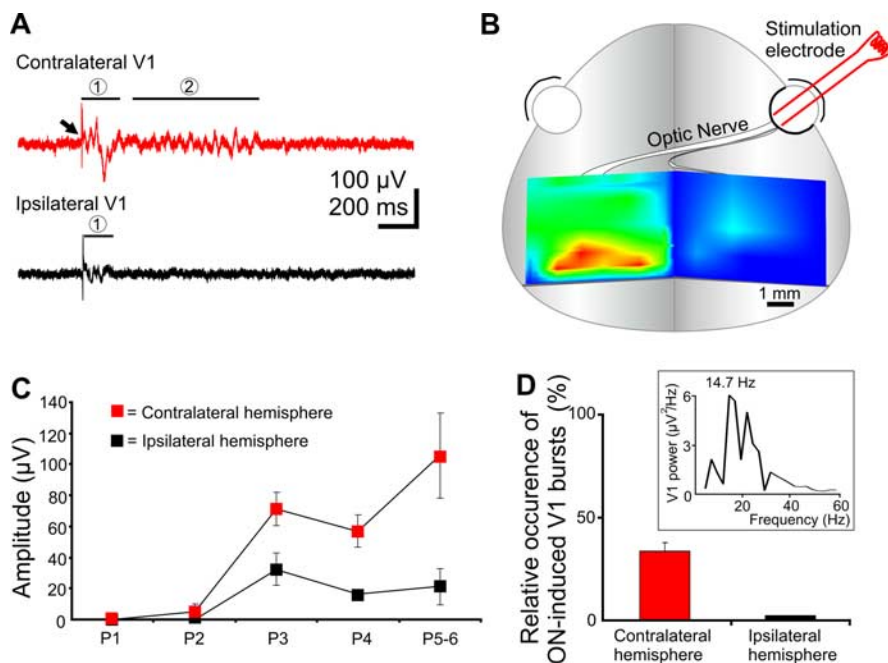 A
Contralateral V1
① ②
100 µV
200 ms
Ipsilateral V1
①
B
Stimulation
electrode
Optic Nerve
1 mm
C
Amplitude (µV)
140
120
100
80
60
40
20
0
= Contralateral hemisphere
= Ipsilateral hemisphere
P1 P2 P3 P4 P5-6
D
Relative occurence of
ON-induced V1 bursts (%)
100
50
0
14.7 Hz
V1 power (µV²/Hz)
6
3
0
20 40 60
Frequency (Hz)
Contralateral
hemisphere
Ipsilateral
hemisphere